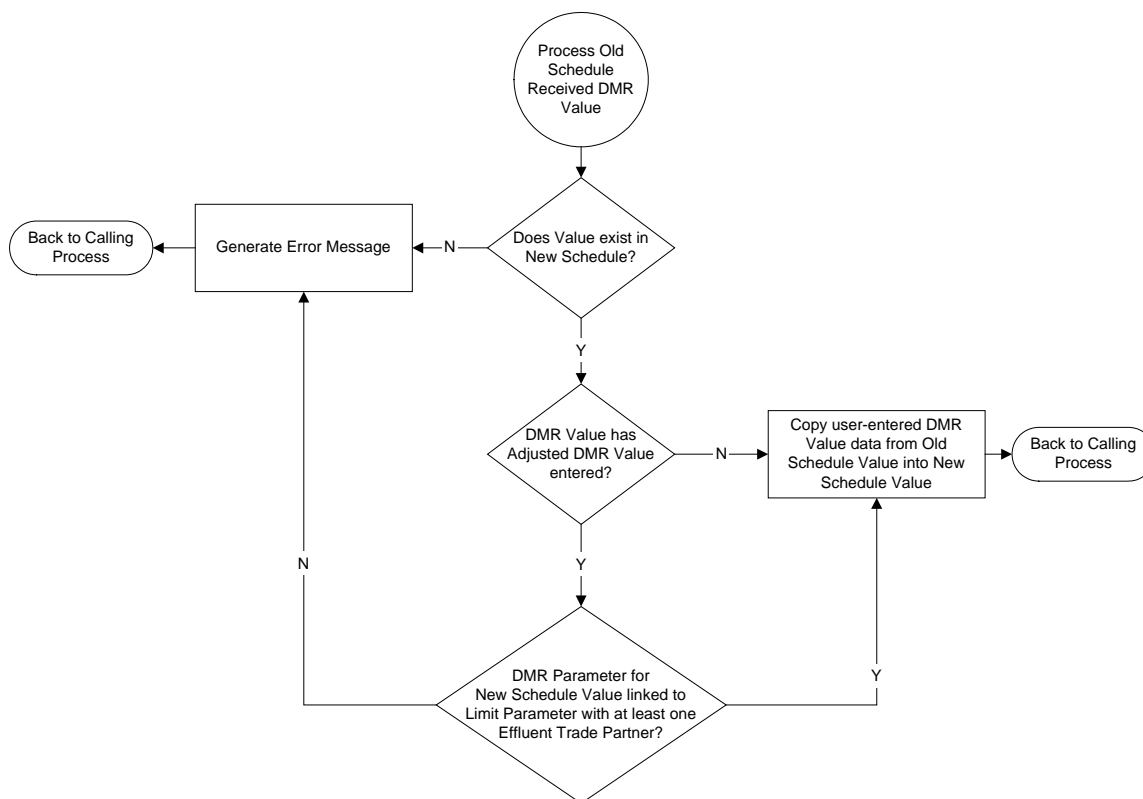 Process Old
Schedule
Received DMR
Value
Back to Calling
Process
Generate Error Message
N
Does Value exist in
New Schedule?
Y
DMR Value has
Adjusted DMR Value
entered?
N
Copy user-entered DMR
Value data from Old
Schedule Value into New
Schedule Value
Back to Calling
Process
Y
N
Y
DMR Parameter for
New Schedule Value linked to
Limit Parameter with at least one
Effluent Trade Partner?